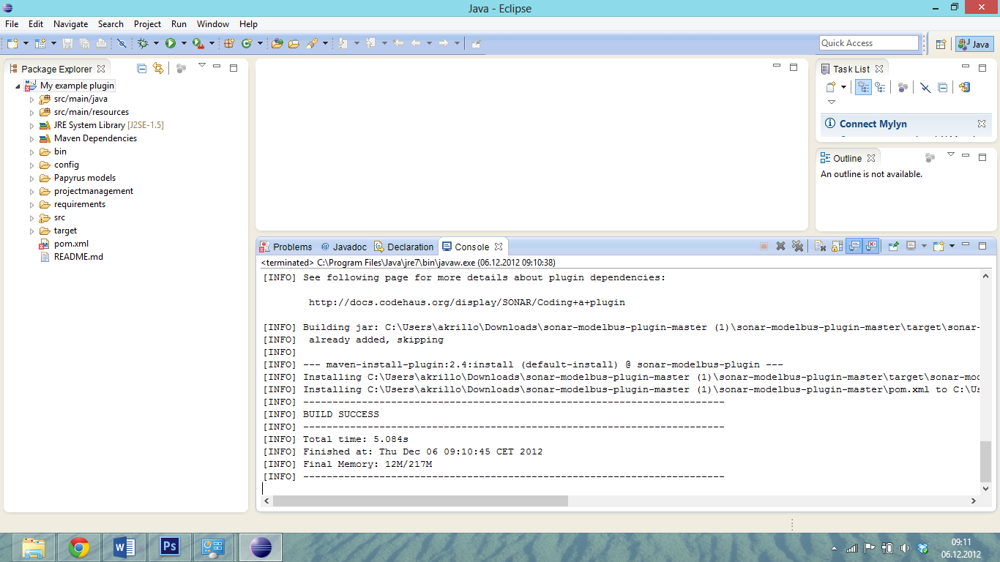 Java - Eclipse
File Edit Navigate Search Project Run Window Help
Quick Access
Java
Package Explorer
My example plugin
src/main/java
src/main/resources
JRE System Library [J2SE-1.5]
Maven Dependencies
bin
config
Papyrus models
projectmanagement
requirements
src
target
pom.xml
README.md
Task List
Connect Mylyn
Outline
An outline is not available.
Problems @ Javadoc Declaration Console
<terminated> C:\Program Files\Java\jre7\bin\javaw.exe (06.12.2012 09:10:38)
[INFO] See following page for more details about plugin dependencies:
http://docs.codehaus.org/display/SONAR/Coding+a+plugin
[INFO] Building jar: C:\Users\akrillo\Downloads\sonar-modelbus-plugin-master (1)\sonar-modelbus-plugin-master\target\sonar-
[INFO]  already added, skipping
[INFO]
[INFO] --- maven-install-plugin:2.4:install (default-install) @ sonar-modelbus-plugin ---
[INFO] Installing C:\Users\akrillo\Downloads\sonar-modelbus-plugin-master (1)\sonar-modelbus-plugin-master\target\sonar-mod
[INFO] Installing C:\Users\akrillo\Downloads\sonar-modelbus-plugin-master (1)\sonar-modelbus-plugin-master\pom.xml to C:\Us
[INFO] ------------------------------------------------------------------------
[INFO] BUILD SUCCESS
[INFO] ------------------------------------------------------------------------
[INFO] Total time: 5.084s
[INFO] Finished at: Thu Dec 06 09:10:45 CET 2012
[INFO] Final Memory: 12M/217M
[INFO] ------------------------------------------------------------------------
W
Ps
09:11
06.12.2012